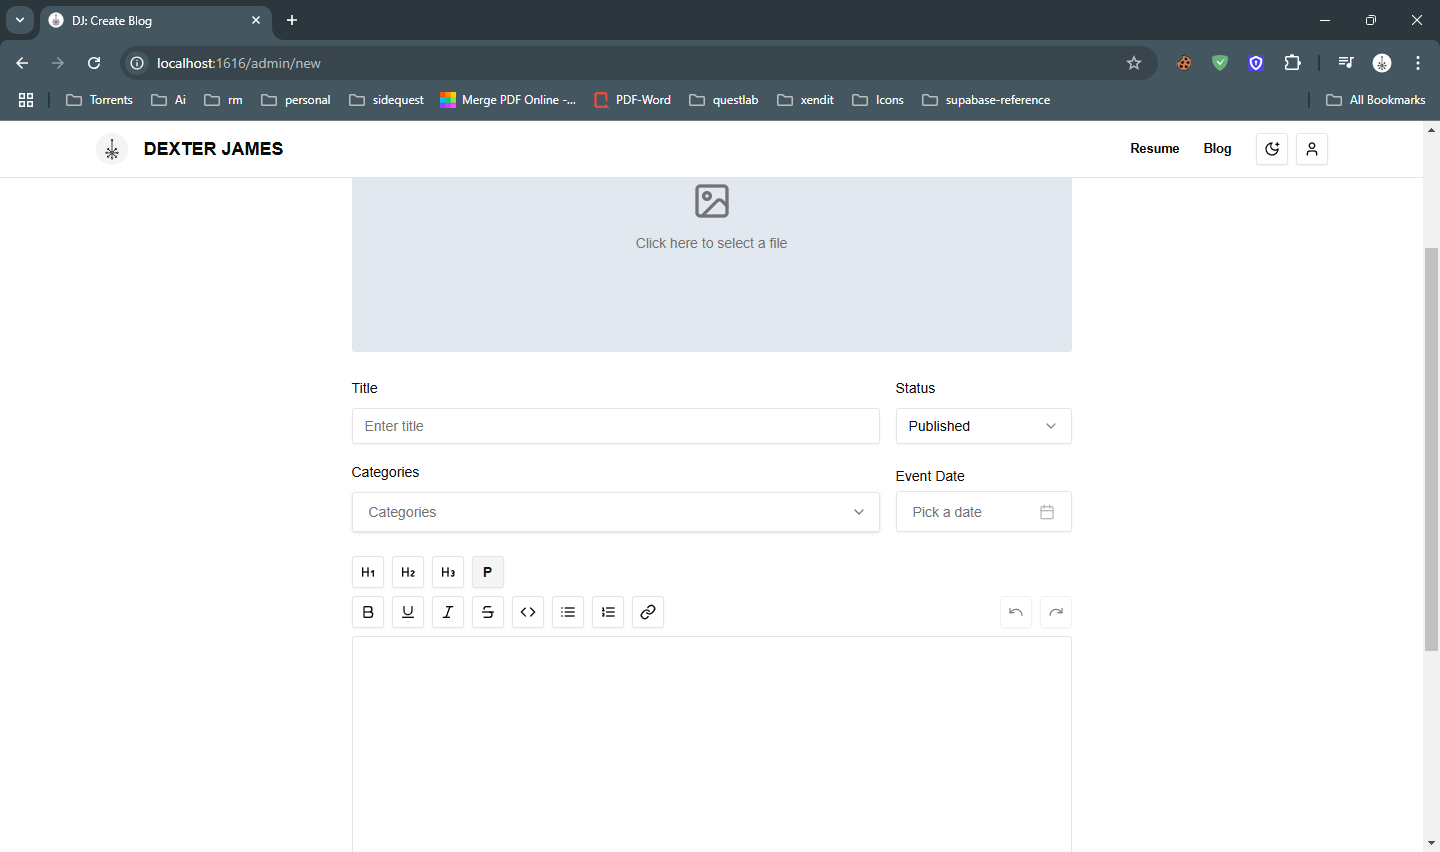 DJ: Create Blog
localhost:1616/admin/new
Torrents Ai rm personal sidequest Merge PDF Online -... PDF-Word questlab xendit Icons supabase-reference All Bookmarks
DEXTER JAMES Resume Blog
Click here to select a file
Title Status
Enter title Published
Categories Event Date
Categories Pick a date
H1 H2 H3 P
B U I S